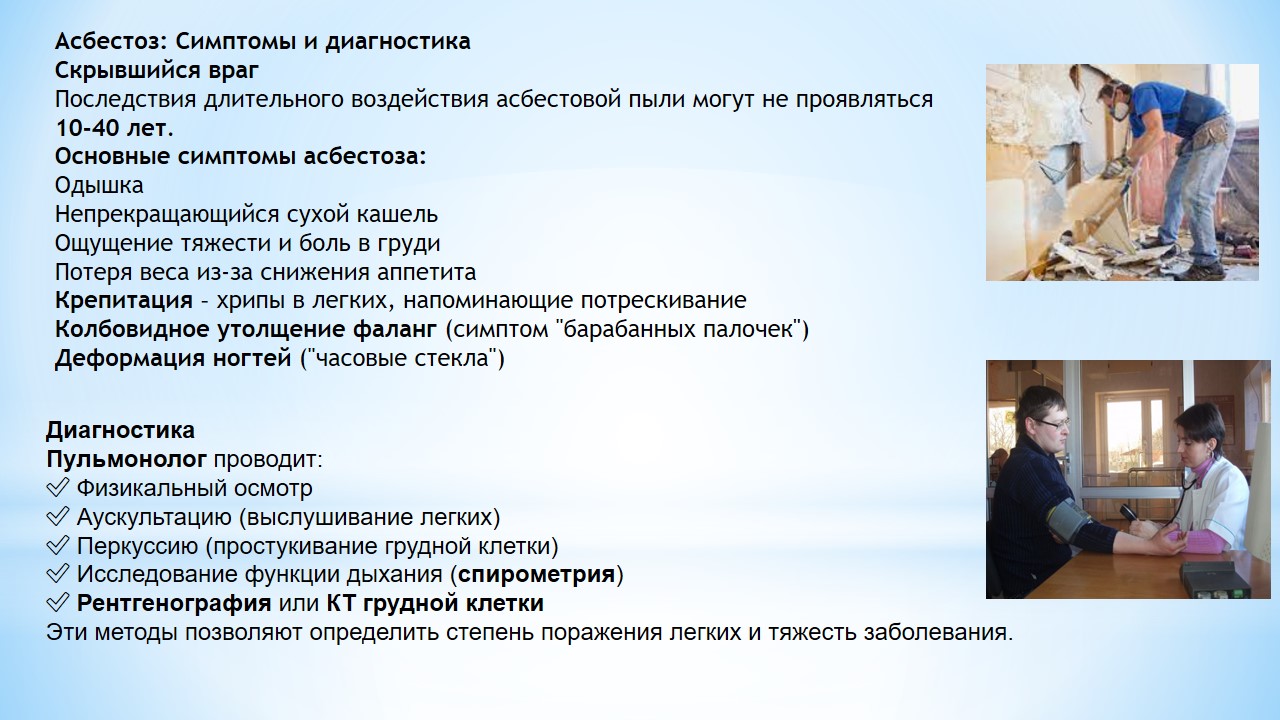 Асбестоз: Симптомы и диагностика
Скрывшийся враг
Последствия длительного воздействия асбестовой пыли могут не проявляться
10-40 лет.
Основные симптомы асбестоза:
Одышка
Непрекращающийся сухой кашель
Ощущение тяжести и боль в груди
Потеря веса из-за снижения аппетита
Крепитация – хрипы в легких, напоминающие потрескивание
Колбовидное утолщение фаланг (симптом "барабанных палочек")
Деформация ногтей ("часовые стекла")
Диагностика
Пульмонолог проводит:
✅ Физикальный осмотр
✅ Аускультацию (выслушивание легких)
✅ Перкуссию (простукивание грудной клетки)
✅ Исследование функции дыхания (спирометрия)
✅ Рентгенография или КТ грудной клетки
Эти методы позволяют определить степень поражения легких и тяжесть заболевания.